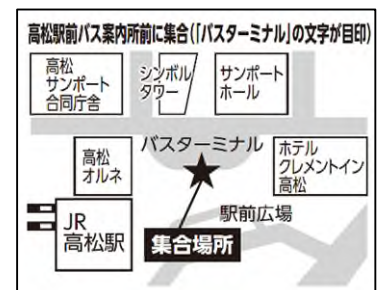 高松駅前バス案内所前に集合(「バスターミナル」の文字が目印)
高松
サンポート
合同庁舎
シンボル
タワー
サンポート
ホール
バスターミナル
高松
オルネ
ホテル
クレメントイン
高松
駅前広場
JR
高松駅
集合場所